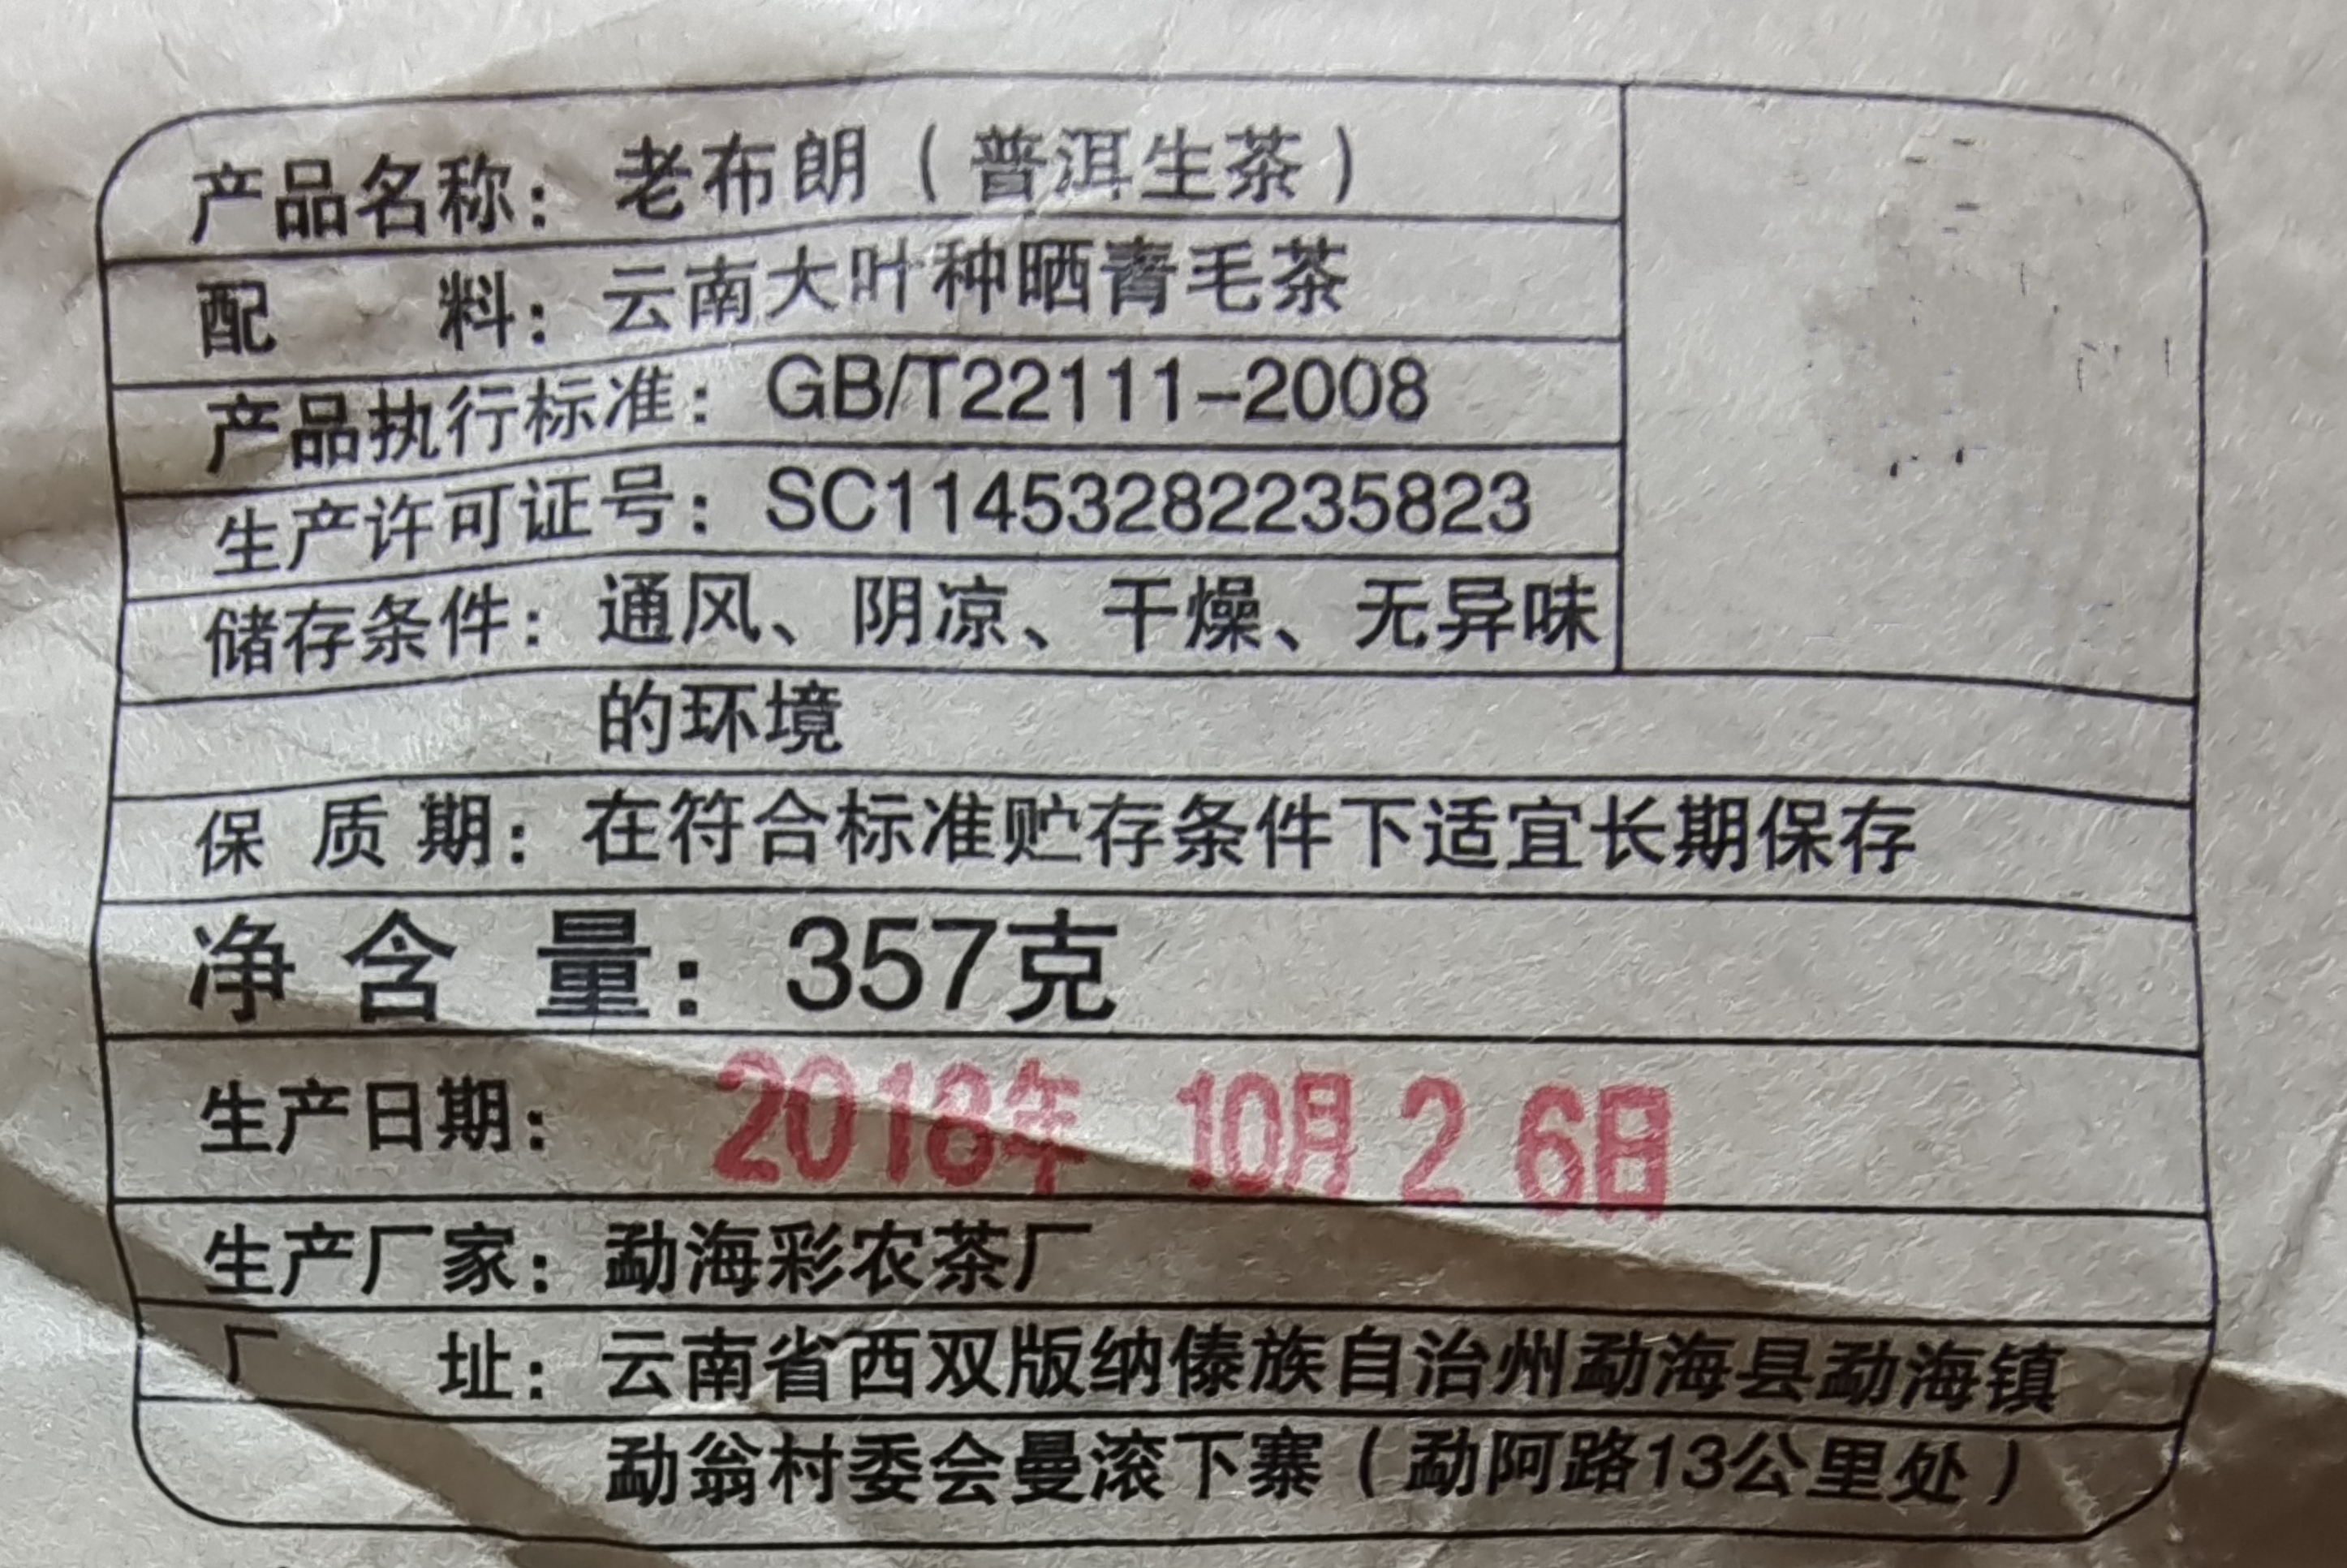 产品名称：老布朗（普洱生茶）
配 料：云南大叶种晒青毛茶
产品执行标准：GB/T22111-2008
生产许可证号：SC11453282235823
储存条件：通风、阴凉、干燥、无异味
的环境
保质期：在符合标准贮存条件下适宜长期保存
净含量：357克
生产日期：2018年 10月26日
生产厂家：勐海彩农茶厂
厂 址：云南省西双版纳傣族自治州勐海县勐海镇
勐翁村委会曼滚下寨（勐阿路13公里处）